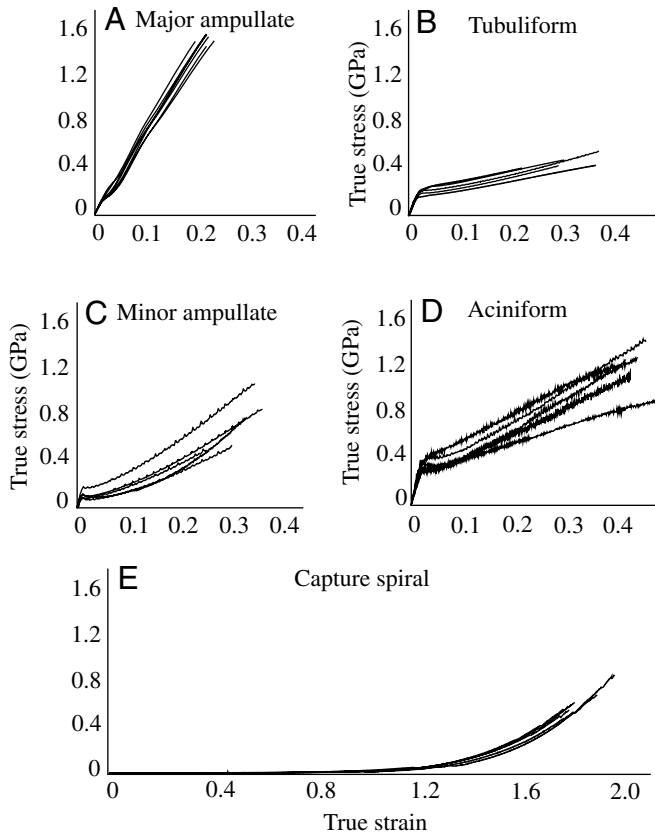 A Major ampullate
1.6
1.2
0.8
0.4
0
0 0.1 0.2 0.3 0.4
B Tubuliform
True stress (GPa)
1.6
1.2
0.8
0.4
0
0 0.1 0.2 0.3 0.4
C Minor ampullate
True stress (GPa)
1.6
1.2
0.8
0.4
0
0 0.1 0.2 0.3 0.4
D Aciniform
True stress (GPa)
1.6
1.2
0.8
0.4
0
0 0.1 0.2 0.3 0.4
E Capture spiral
1.6
1.2
0.8
0.4
0
0 0.4 0.8 1.2 1.6 2.0
True strain